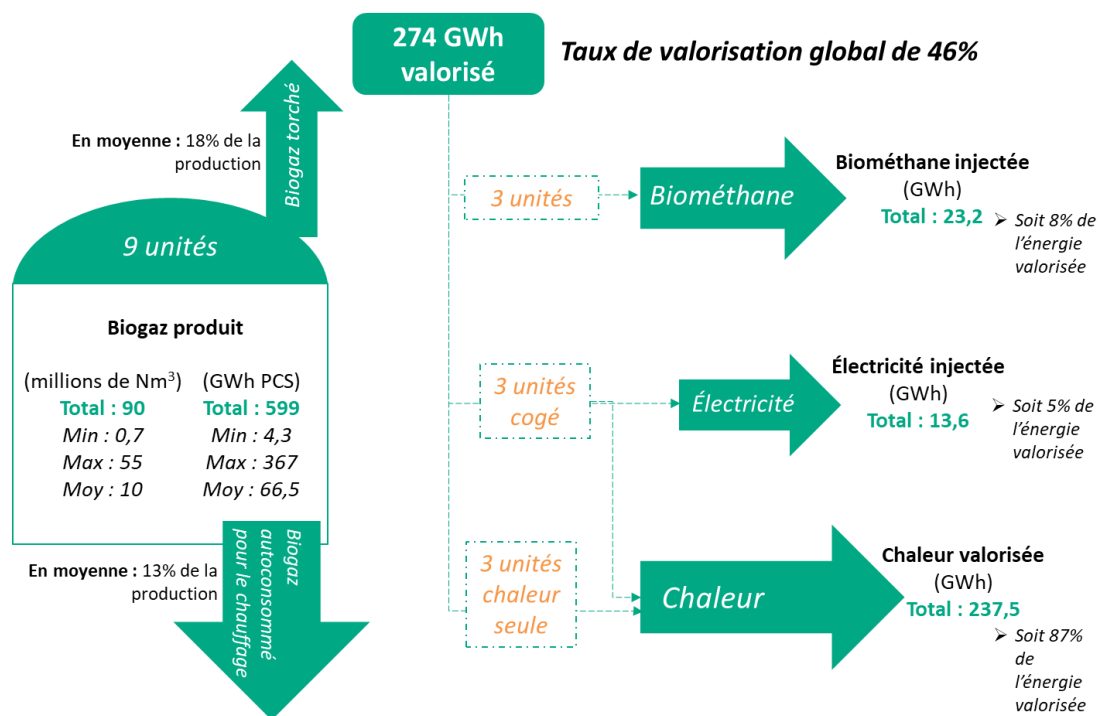 274 GWh
valorisé
Taux de valorisation global de 46%
En moyenne : 18% de la
production
Biogaz torché
9 unités
Biogaz produit
(millions de Nm³)
Total : 90
Min : 0,7
Max : 55
Moy : 10
(GWh PCS)
Total : 599
Min : 4,3
Max : 367
Moy : 66,5
En moyenne : 13% de la
production
Biogaz
autoconsommé
pour le chauffage
3 unités
Biométhane
Biométhane injectée
(GWh)
Total : 23,2
➢ Soit 8% de
l'énergie
valorisée
3 unités
cogé
Électricité
Électricité injectée
(GWh)
Total : 13,6
➢ Soit 5% de
l'énergie
valorisée
3 unités
chaleur
seule
Chaleur
Chaleur valorisée
(GWh)
Total : 237,5
➢ Soit 87%
de
l'énergie
valorisée